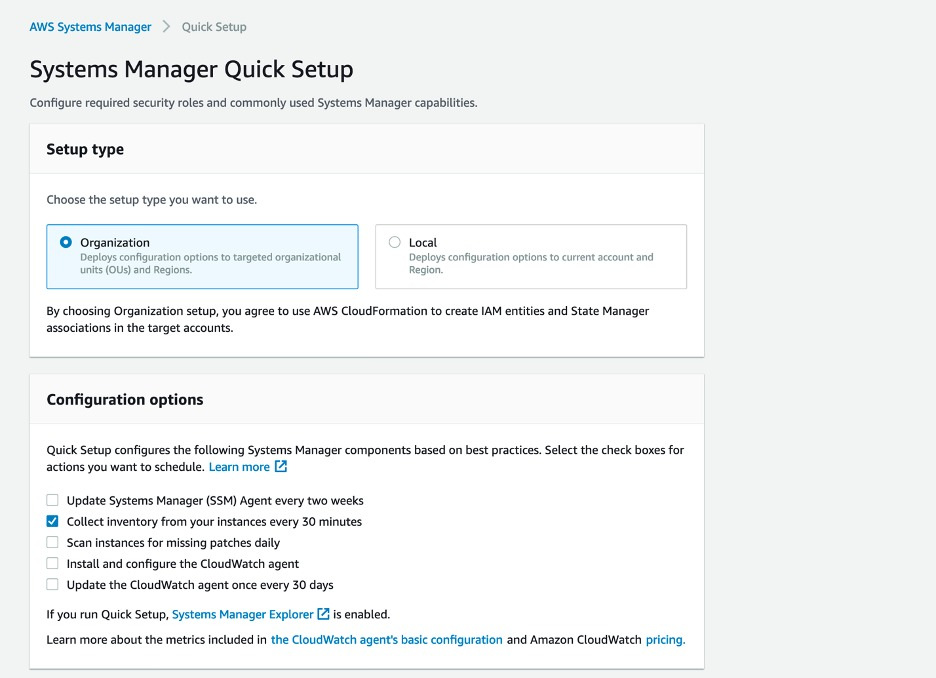 AWS Systems Manager > Quick Setup
Systems Manager Quick Setup
Configure required security roles and commonly used Systems Manager capabilities.
Setup type
Choose the setup type you want to use.
Organization
Deploys configuration options to targeted organizational
units (OUs) and Regions.
Local
Deploys configuration options to current account and
Region.
By choosing Organization setup, you agree to use AWS CloudFormation to create IAM entities and State Manager
associations in the target accounts.
Configuration options
Quick Setup configures the following Systems Manager components based on best practices. Select the check boxes for
actions you want to schedule. Learn more
Update Systems Manager (SSM) Agent every two weeks
Collect inventory from your instances every 30 minutes
Scan instances for missing patches daily
Install and configure the CloudWatch agent
Update the CloudWatch agent once every 30 days
If you run Quick Setup, Systems Manager Explorer is enabled.
Learn more about the metrics included in the CloudWatch agent's basic configuration and Amazon CloudWatch pricing.